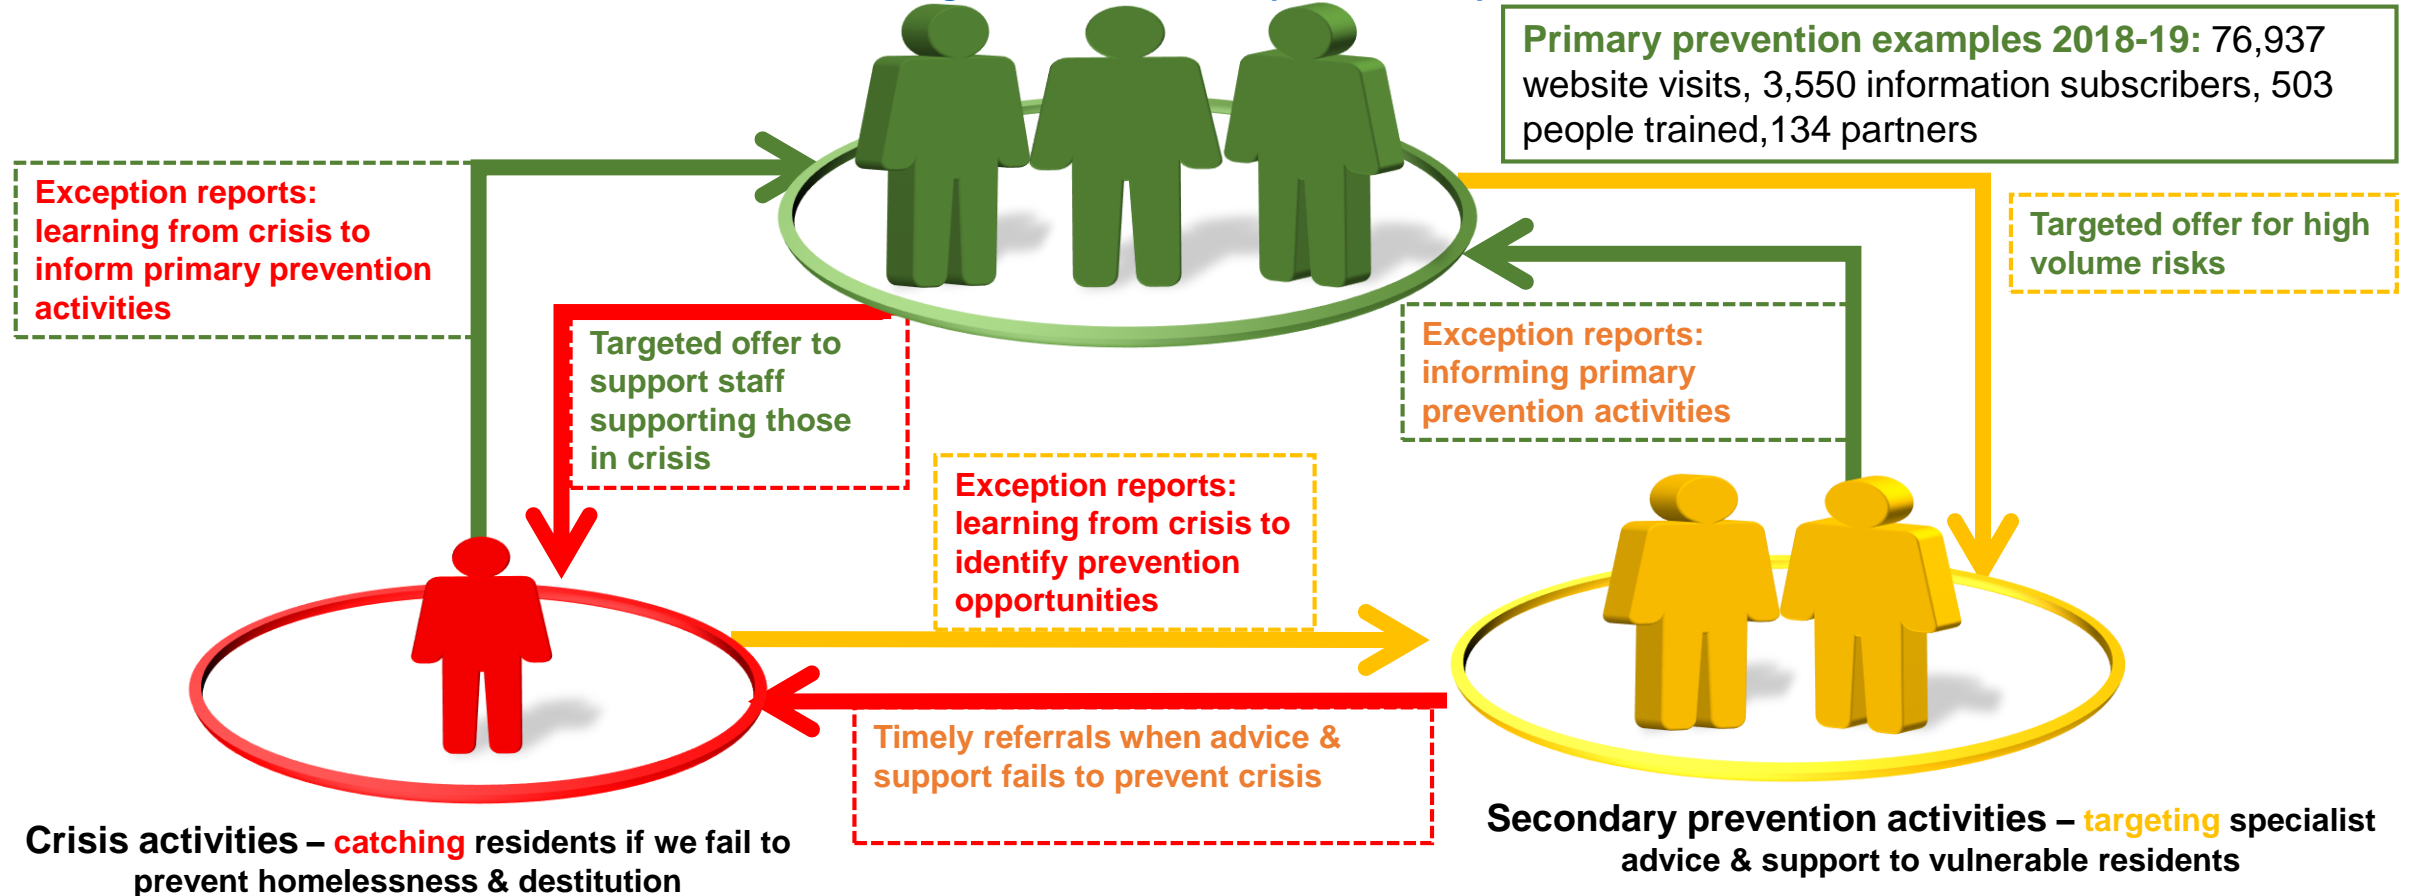 Primary prevention examples 2018-19: 76,937
website visits, 3,550 information subscribers, 503
people trained,134 partners
Exception reports:
learning from crisis to
inform primary prevention
activities
Targeted offer for high
volume risks
Targeted offer to
support staff
supporting those
in crisis
Exception reports:
informing primary
prevention activities
Exception reports:
learning from crisis to
identify prevention
opportunities
Timely referrals when advice &
support fails to prevent crisis
Crisis activities – catching residents if we fail to
prevent homelessness & destitution
Secondary prevention activities – targeting specialist
advice & support to vulnerable residents